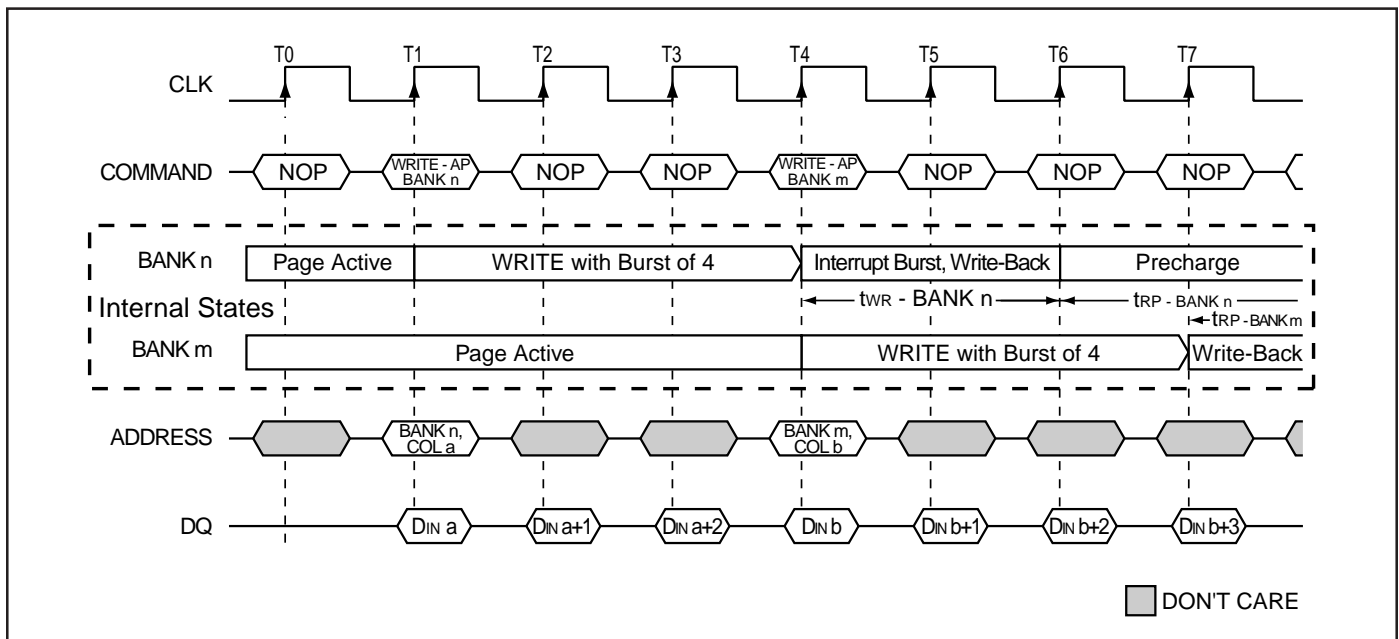 T0 T1 T2 T3 T4 T5 T6 T7
CLK
COMMAND NOP WRITE - AP BANK n NOP NOP WRITE - AP BANK m NOP NOP NOP
BANK n Page Active WRITE with Burst of 4 Interrupt Burst, Write-Back Precharge
tWR - BANK n tRP - BANK n
Internal States
tRP - BANK m
BANK m Page Active WRITE with Burst of 4 Write-Back
ADDRESS BANK n, COL a BANK m, COL b
DQ DIN a DIN a+1 DIN a+2 DIN b DIN b+1 DIN b+2 DIN b+3
DON'T CARE